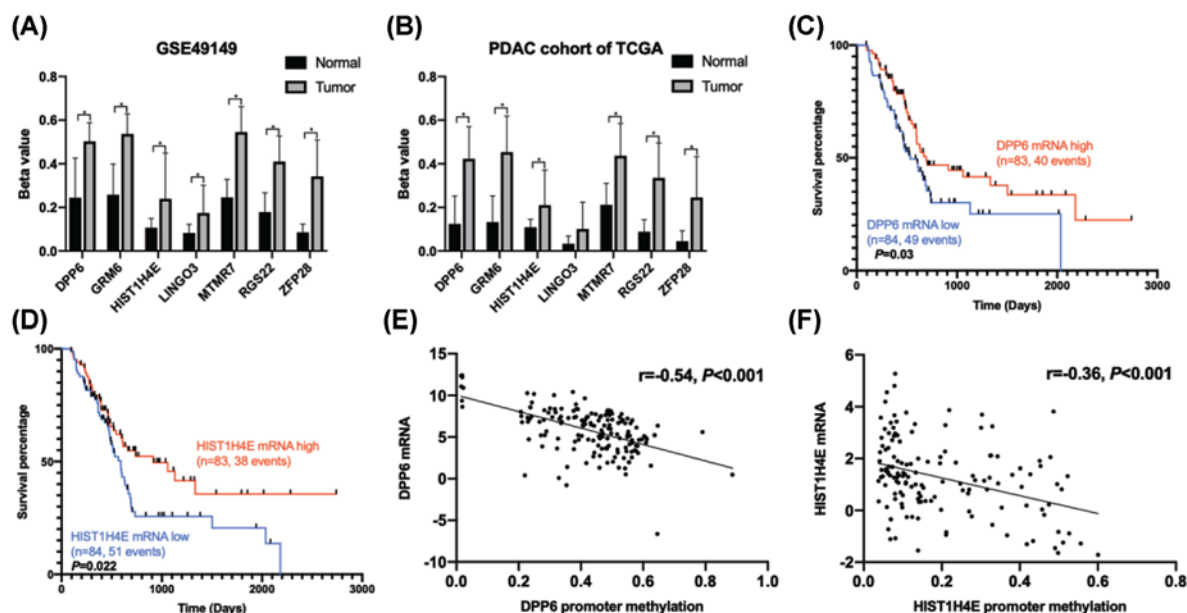 (A)
GSE49149
Normal
Tumor
Beta value
0.8
0.6
0.4
0.2
0.0
* * * * * * *
DPP6 GRM6 HIST1H4E LINGO3 MTMR7 RGS22 ZFP28
(B)
PDAC cohort of TCGA
Normal
Tumor
Beta value
0.8
0.6
0.4
0.2
0.0
* * * * * *
DPP6 GRM6 HIST1H4E LINGO3 MTMR7 RGS22 ZFP28
(C)
Survival percentage
100
50
0
DPP6 mRNA high
(n=83, 40 events)
DPP6 mRNA low
(n=84, 49 events)
P=0.03
0 1000 2000 3000
Time (Days)
(D)
Survival percentage
100
50
0
HIST1H4E mRNA high
(n=83, 38 events)
HIST1H4E mRNA low
(n=84, 51 events)
P=0.022
0 1000 2000 3000
Time (Days)
(E)
r=-0.54, P<0.001
DPP6 mRNA
15
10
5
0
-5
-10
0.0 0.2 0.4 0.6 0.8 1.0
DPP6 promoter methylation
(F)
r=-0.36, P<0.001
HIST1H4E mRNA
6
4
2
0
-2
0.0 0.2 0.4 0.6 0.8
HIST1H4E promoter methylation